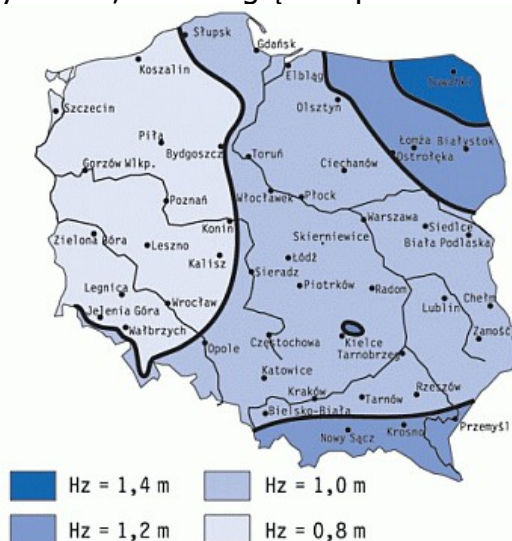 Słupsk
Gdańsk
Koszalin
Elbląg
Suwałki
Olsztyn
Szczecin
Piła
Bydgoszcz
Łomża Białystok
Ostrołęka
Toruń
Ciechanów
Gorzów Wlkp.
Włocławek
Płock
Poznań
Warszawa
Siedlce
Konin
Biała Podlaska
Zielona Góra
Leszno
Skierniewice
Kalisz
Łódź
Sieradz
Piotrków
Radom
Legnica
Lublin
Chełm
Jelenia Góra
Wrocław
Wałbrzych
Zamość
Opole
Częstochowa
Kielce
Tarnobrzeg
Katowice
Kraków
Tarnów
Rzeszów
Bielsko-Biała
Przemyśl
Nowy Sącz
Krosno
Hz = 1,4 m
Hz = 1,0 m
Hz = 1,2 m
Hz = 0,8 m